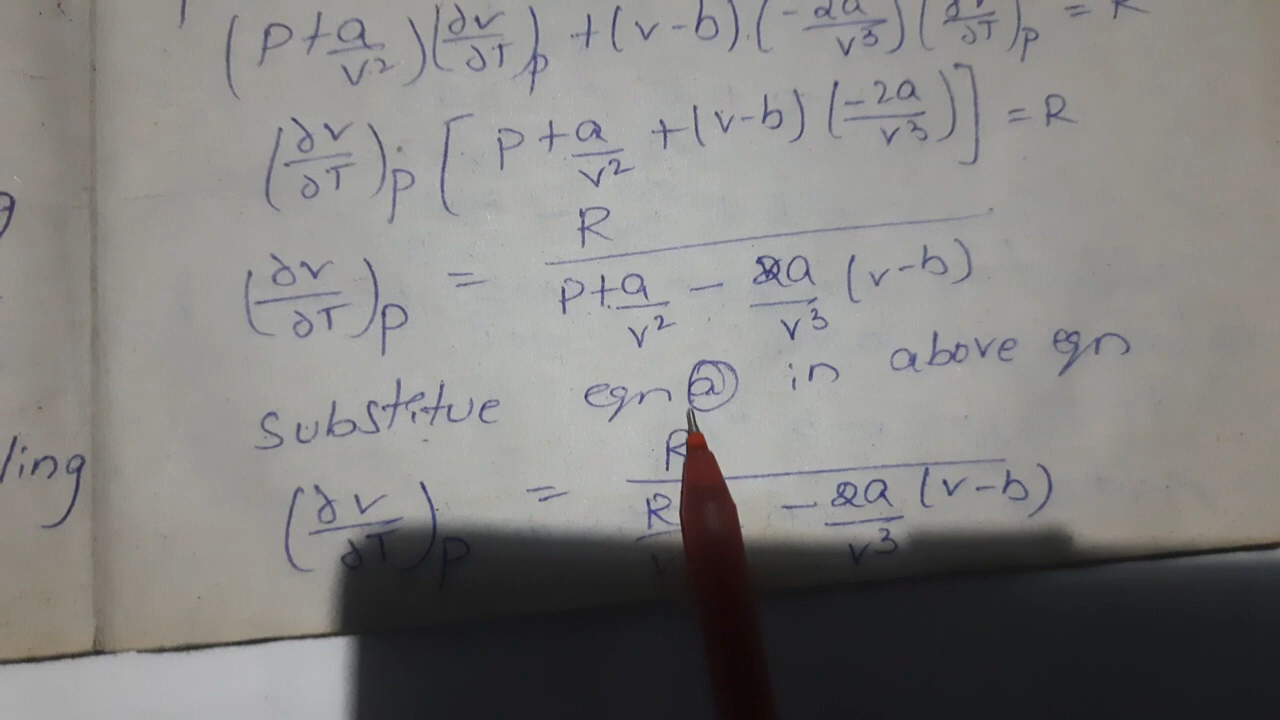 (P+a/v²)(∂v/∂T)p +(v-b).(-2a/v³)(∂v/∂T)p = R
(∂v/∂T)p [P+a/v² +(v-b)(-2a/v³)] = R
(∂v/∂T)p = R/(P+a/v² - 2a/v³ (v-b))
substitue eqn ⓐ in above eqn
ling
(∂v/∂T)p = R/(R - 2a/v³ (v-b))